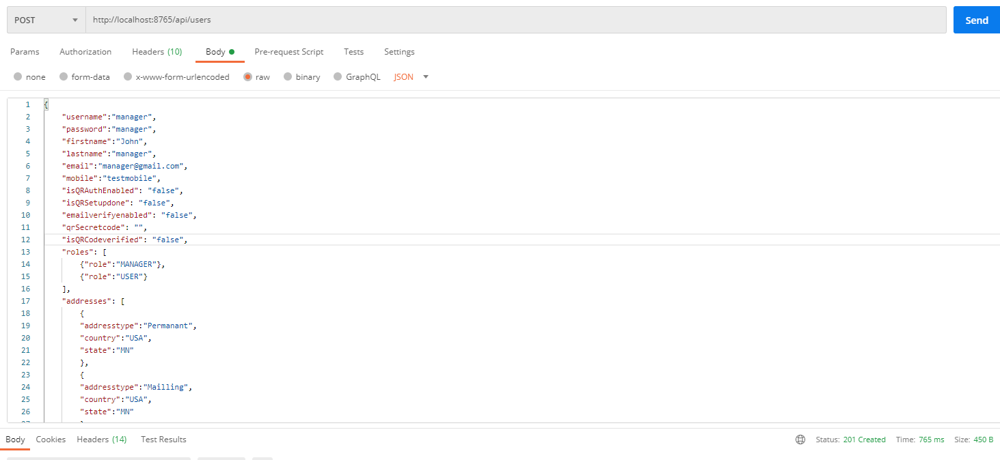 POST http://localhost:8765/api/users Send
Params Authorization Headers (10) Body Pre-request Script Tests Settings
none form-data x-www-form-urlencoded raw binary GraphQL JSON
1 {
2 "username":"manager",
3 "password":"manager",
4 "firstname":"John",
5 "lastname":"manager",
6 "email":"manager@gmail.com",
7 "mobile":"testmobile",
8 "isQRAuthEnabled": "false",
9 "isQRSetupdone": "false",
10 "emailverifyenabled": "false",
11 "qrSecretcode": "",
12 "isQRCodeverified": "false",
13 "roles": [
14 {"role":"MANAGER"},
15 {"role":"USER"}
16 ],
17 "addresses": [
18 {
19 "addresstype":"Permanant",
20 "country":"USA",
21 "state":"MN"
22 },
23 {
24 "addresstype":"Mailling",
25 "country":"USA",
26 "state":"MN"
Body Cookies Headers (14) Test Results Status: 201 Created Time: 765 ms Size: 450 B